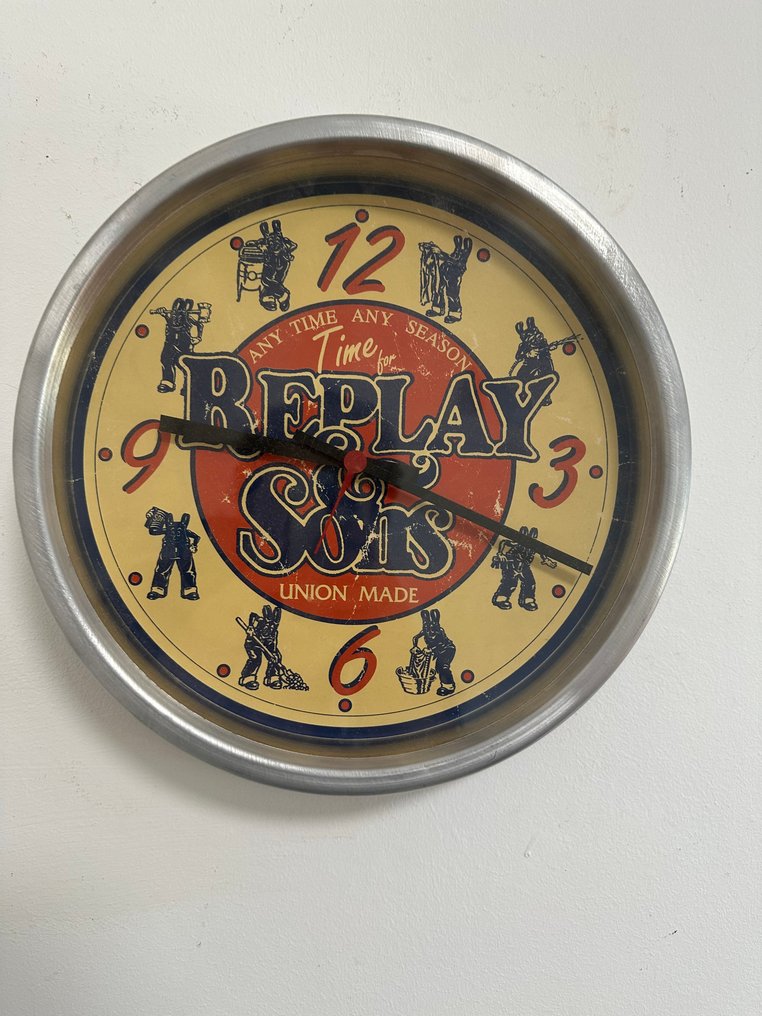 12
ANY TIME ANY SEASON
Time for
REPLAY
&
Sons
9
3
UNION MADE
6